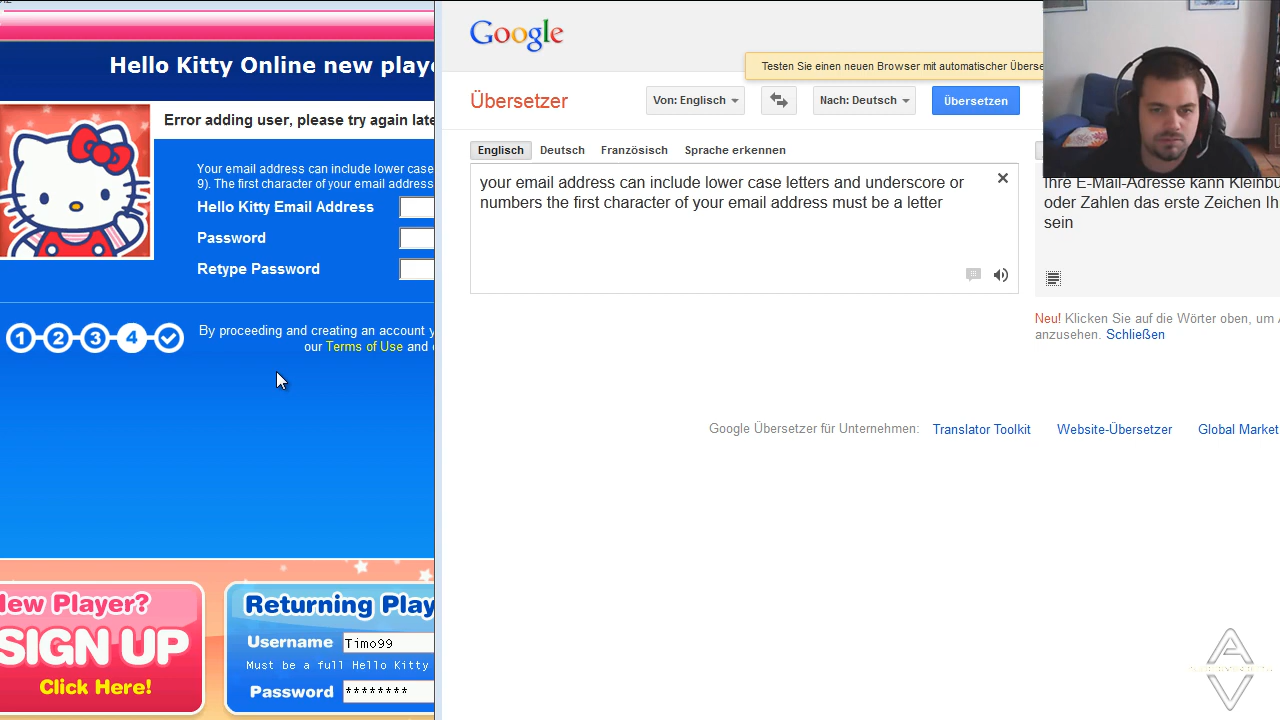 Hello Kitty Online new playe
Error adding user, please try again late
Your email address can include lower case
9). The first character of your email address
Hello Kitty Email Address
Password
Retype Password
1 2 3 4
By proceeding and creating an account y
our Terms of Use and
New Player?
SIGN UP
Click Here!
Returning Play
Username Timo99
Must be a full Hello Kitty
Password ********
Google
Testen Sie einen neuen Browser mit automatischer Überse
Übersetzer
Von: Englisch
Nach: Deutsch
Übersetzen
Englisch Deutsch Französisch Sprache erkennen
your email address can include lower case letters and underscore or
numbers the first character of your email address must be a letter
Ihre E-Mail-Adresse kann Kleinbu
oder Zahlen das erste Zeichen Ih
sein
Neu! Klicken Sie auf die Wörter oben, um A
anzusehen. Schließen
Google Übersetzer für Unternehmen: Translator Toolkit Website-Übersetzer Global Market